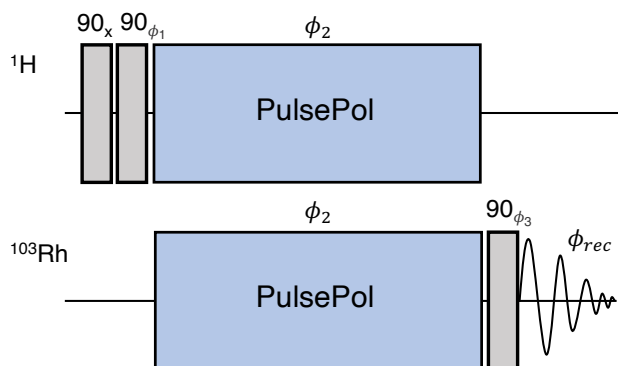 90ₓ 90ϕ₁ ϕ₂
¹H
PulsePol
ϕ₂ 90ϕ₃
¹⁰³Rh ϕrec
PulsePol